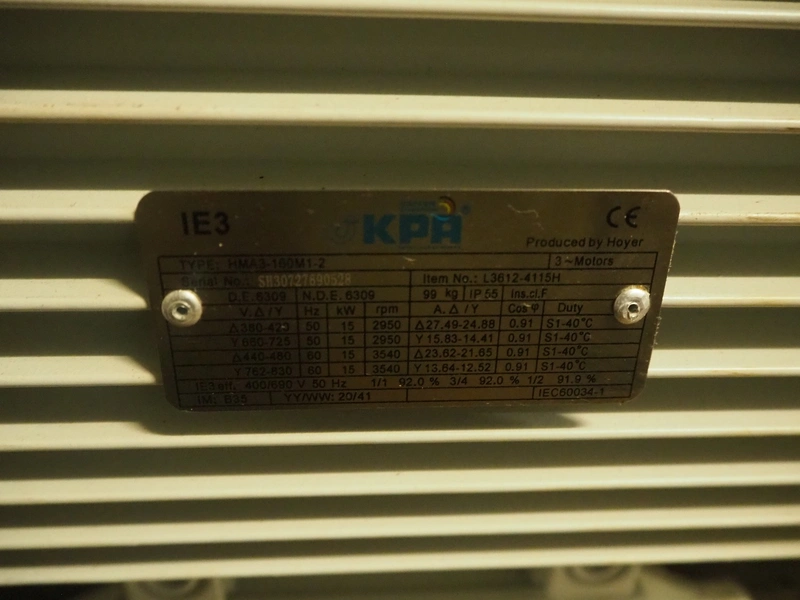 IE3
KPA
CE
Produced by Hoyer
TYPE: HMA3-160M1-2 3~Motors
Serial No.: Item No.: L3612-4115H
D.E.6309 N.D.E.6309 99 kg IP 55 Ins.cl.F
V.Δ/Y Hz kW rpm A.Δ/Y Cos φ Duty
Δ380-420 50 15 2950 Δ27.49-24.88 0.91 S1-40°C
Y.660-725 50 15 2950 Y 15.83-14.41 0.91 S1-40°C
Δ440-480 60 15 3540 Δ23.62-21.65 0.91 S1-40°C
Y.762-830 60 15 3540 Y 13.64-12.52 0.91 S1-40°C
IE3.eff. 400/690 V 50 Hz 1/1 92.0 % 3/4 92.0 % 1/2 91.9 %
IM: B35 YY/WW: 20/41 IEC60034-1